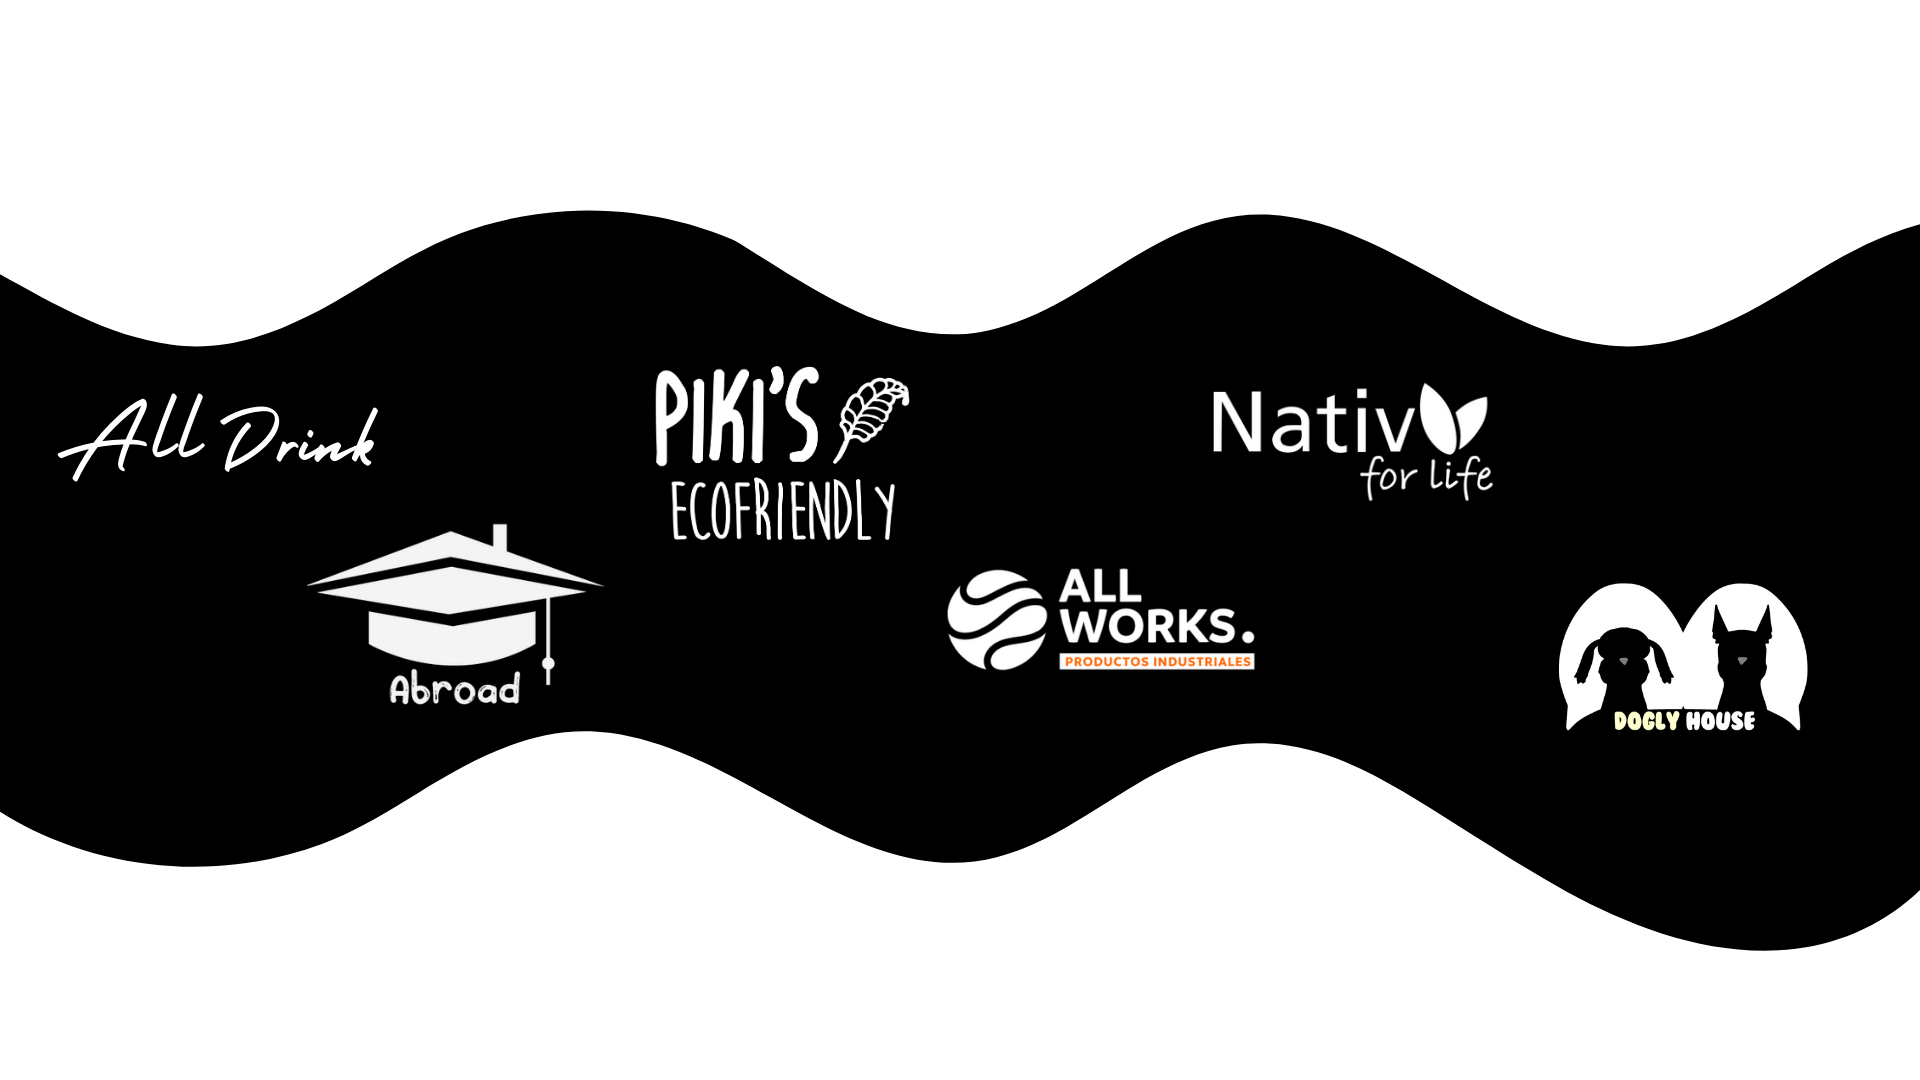 All Drink
PIKI'S
ECOFRIENDLY
Nativ
for life
Abroad
ALL
WORKS.
PRODUCTOS INDUSTRIALES
DOGLY HOUSE